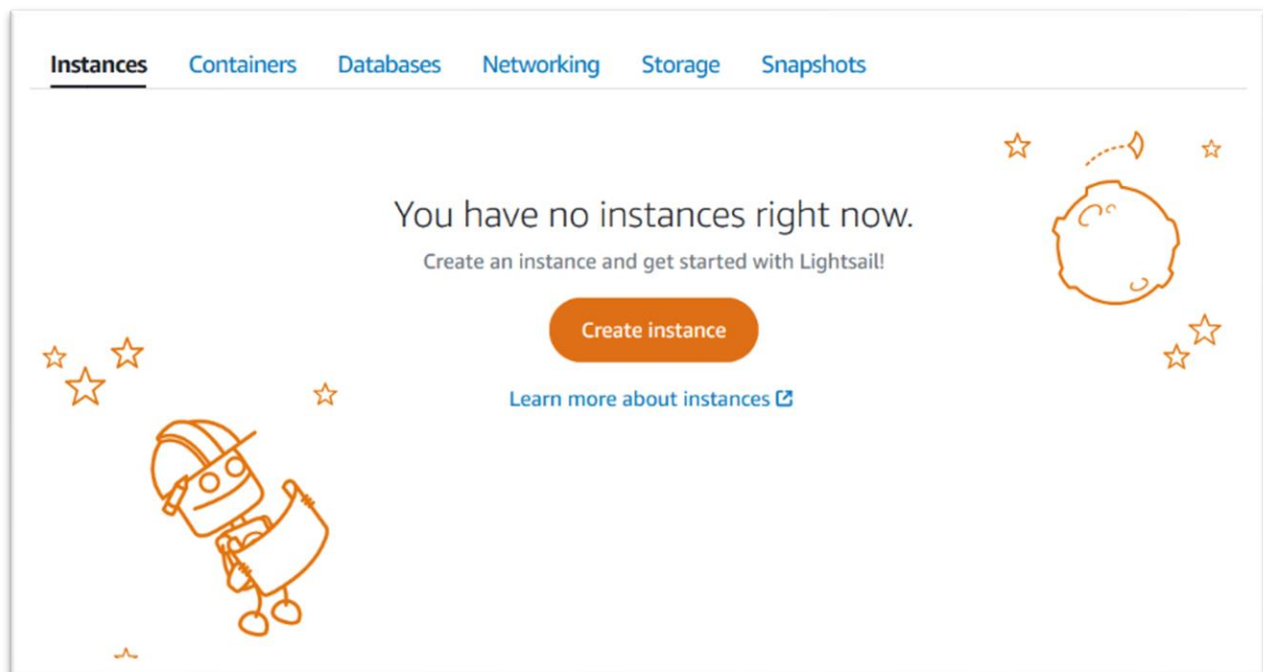 Instances Containers Databases Networking Storage Snapshots
You have no instances right now.
Create an instance and get started with Lightsail!
Create instance
Learn more about instances